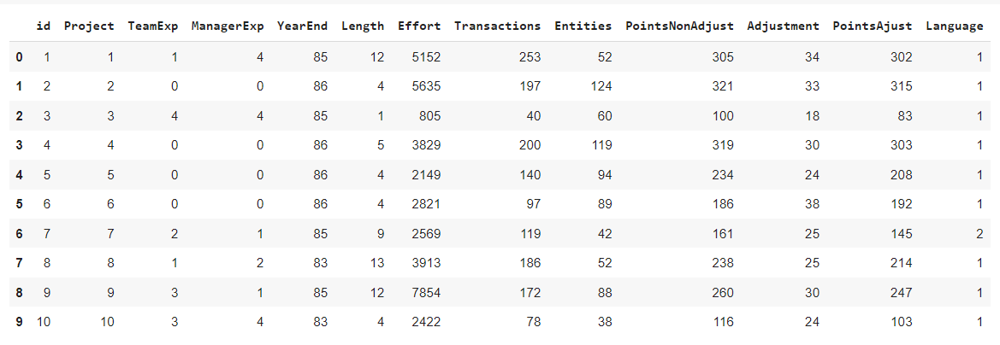 id Project TeamExp ManagerExp YearEnd Length Effort Transactions Entities PointsNonAdjust Adjustment PointsAjust Language
0 1 1 1 4 85 12 5152 253 52 305 34 302 1
1 2 2 0 0 86 4 5635 197 124 321 33 315 1
2 3 3 4 4 85 1 805 40 60 100 18 83 1
3 4 4 0 0 86 5 3829 200 119 319 30 303 1
4 5 5 0 0 86 4 2149 140 94 234 24 208 1
5 6 6 0 0 86 4 2821 97 89 186 38 192 1
6 7 7 2 1 85 9 2569 119 42 161 25 145 2
7 8 8 1 2 83 13 3913 186 52 238 25 214 1
8 9 9 3 1 85 12 7854 172 88 260 30 247 1
9 10 10 3 4 83 4 2422 78 38 116 24 103 1